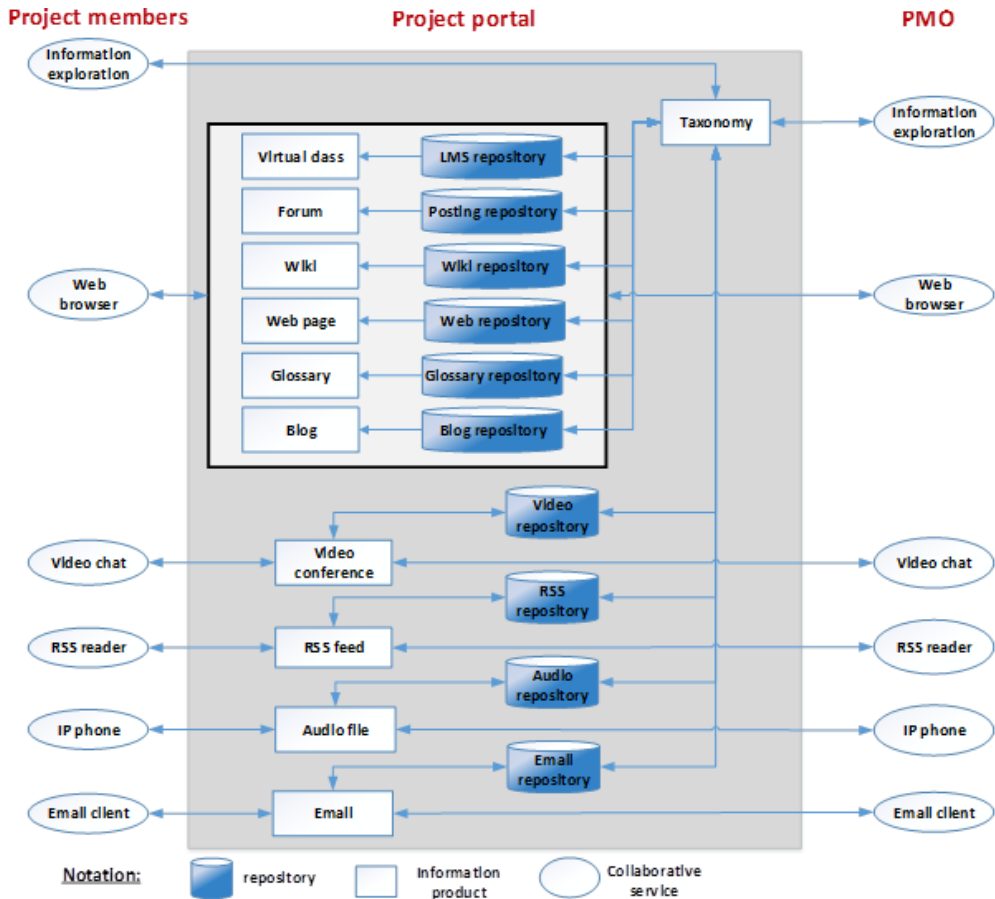 Project members
Project portal
PMO
Information
exploration
Taxonomy
Information
exploration
Virtual class
LMS repository
Forum
Posting repository
Wiki
Wiki repository
Web
browser
Web
browser
Web page
Web repository
Glossary
Glossary repository
Blog
Blog repository
Video
repository
Video chat
Video
conference
Video chat
RSS
repository
RSS reader
RSS feed
RSS reader
Audio
repository
IP phone
Audio file
IP phone
Email
repository
Email client
Email
Email client
Notation:
repository
Information
product
Collaborative
service